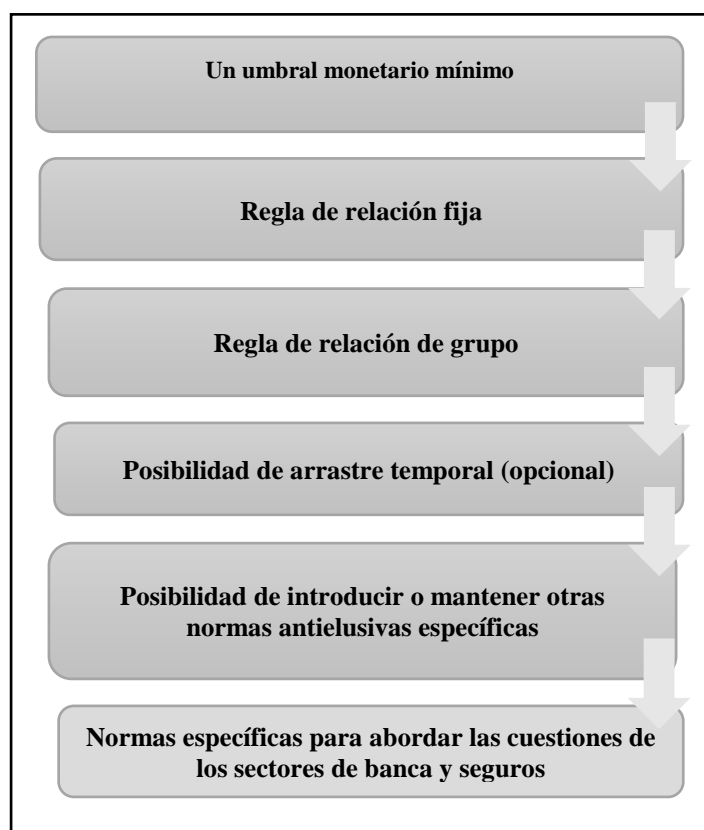 Un umbral monetario mínimo
Regla de relación fija
Regla de relación de grupo
Posibilidad de arrastre temporal (opcional)
Posibilidad de introducir o mantener otras
normas antielusivas específicas
Normas específicas para abordar las cuestiones de
los sectores de banca y seguros